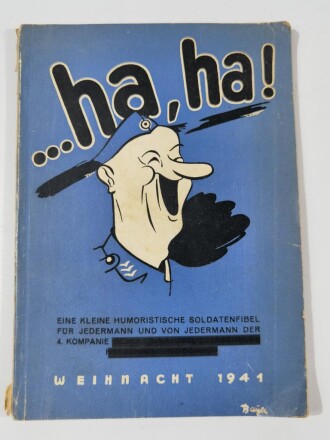 ...ha, ha!
EINE KLEINE HUMORISTISCHE SOLDATENFIBEL
FÜR JEDERMANN UND VON JEDERMANN DER
4. KOMPANIE
WEIHNACHT 1941